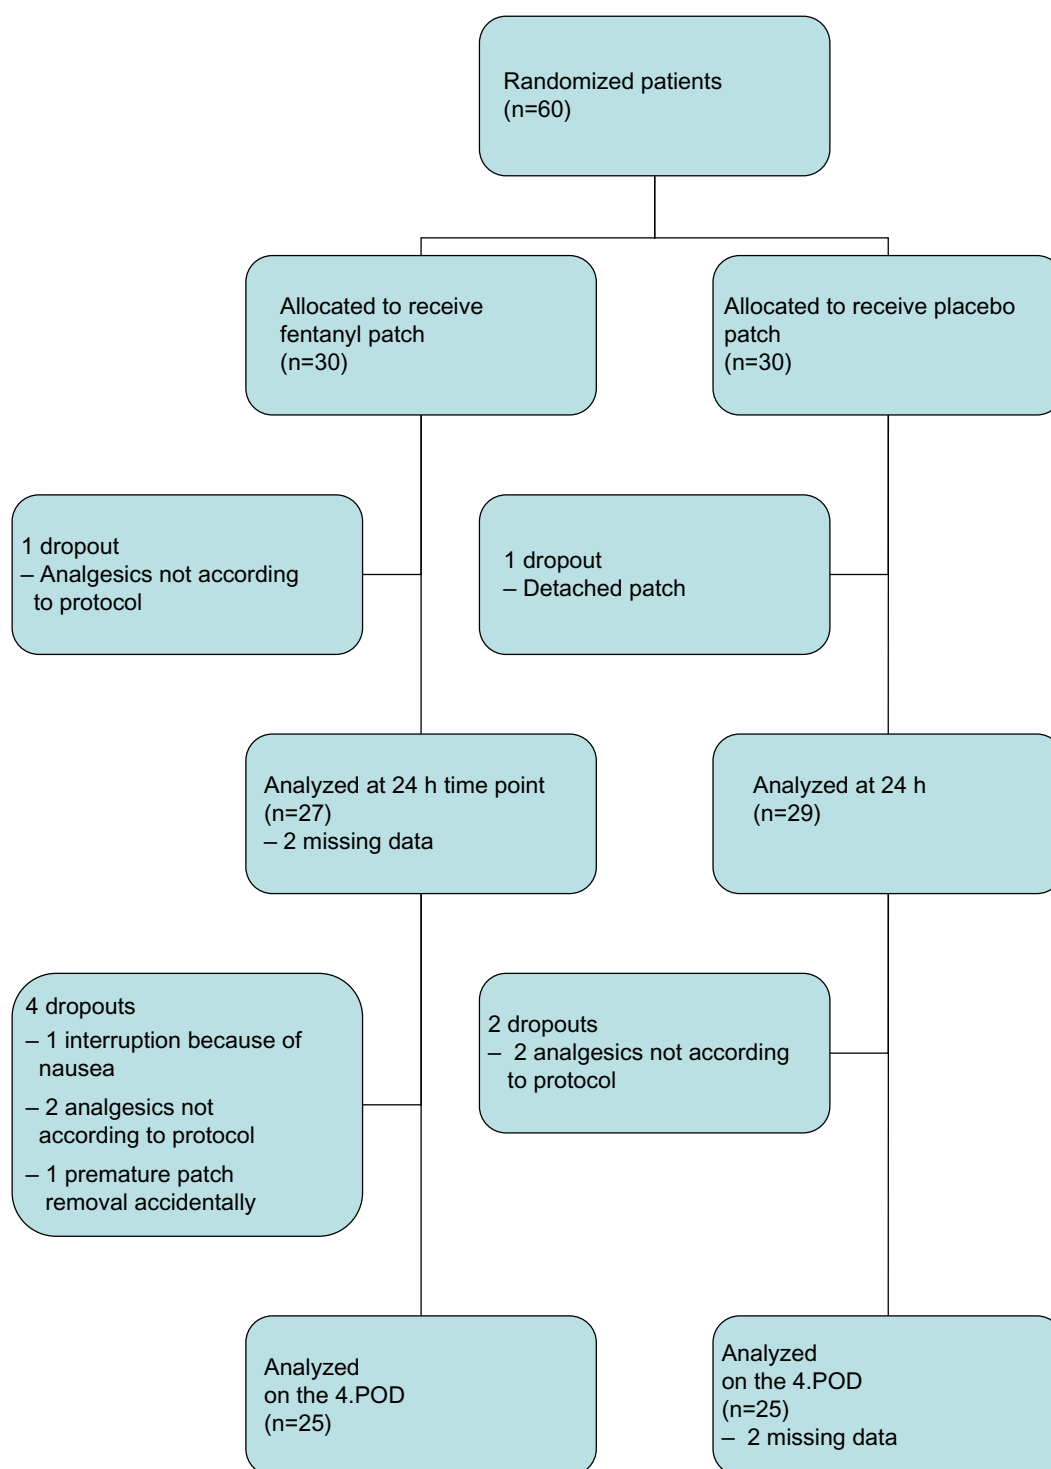 Randomized patients
(n=60)
Allocated to receive
fentanyl patch
(n=30)
Allocated to receive placebo
patch
(n=30)
1 dropout
– Analgesics not according
to protocol
1 dropout
– Detached patch
Analyzed at 24 h time point
(n=27)
– 2 missing data
Analyzed at 24 h
(n=29)
4 dropouts
– 1 interruption because of
nausea
– 2 analgesics not
according to protocol
– 1 premature patch
removal accidentally
2 dropouts
– 2 analgesics not according
to protocol
Analyzed
on the 4.POD
(n=25)
Analyzed
on the 4.POD
(n=25)
– 2 missing data